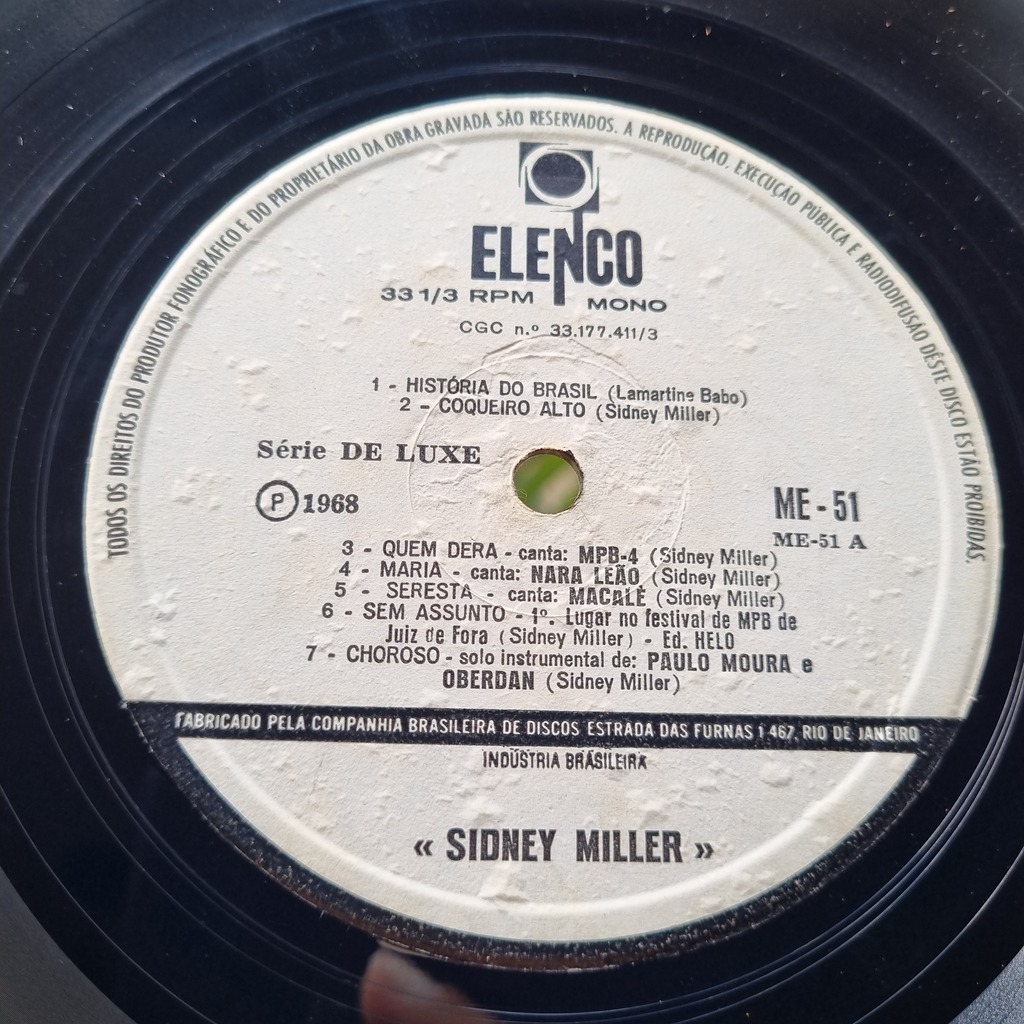 TODOS OS DIREITOS DO PRODUTOR FONOGRÁFICO E DO PROPRIETÁRIO DA OBRA GRAVADA SÃO RESERVADOS. A REPRODUÇÃO, EXECUÇÃO PÚBLICA E RADIODIFUSÃO DÊSTE DISCO ESTÃO PROIBIDAS.
ELENCO
33 1/3 RPM MONO
CGC n.º 33.177.411/3
1 - HISTÓRIA DO BRASIL (Lamartine Babo)
2 - COQUEIRO ALTO (Sidney Miller)
Série DE LUXE
Ⓟ 1968
ME - 51
ME-51 A
3 - QUEM DERA - canta: MPB-4 (Sidney Miller)
4 - MARIA - canta: NARA LEÃO (Sidney Miller)
5 - SERESTA - canta: MACALÉ (Sidney Miller)
6 - SEM ASSUNTO - 1º. Lugar no festival de MPB de
Juiz de Fora (Sidney Miller) - Ed. HELO
7 - CHOROSO - solo instrumental de: PAULO MOURA e
OBERDAN (Sidney Miller)
FABRICADO PELA COMPANHIA BRASILEIRA DE DISCOS ESTRADA DAS FURNAS 1 467, RIO DE JANEIRO
INDÚSTRIA BRASILEIRA
« SIDNEY MILLER »